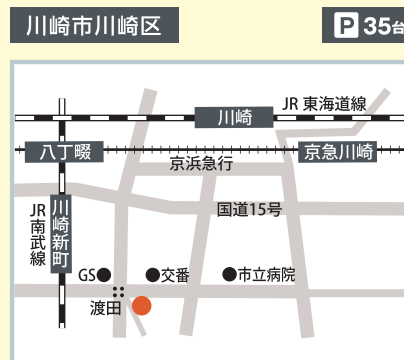 川崎市川崎区
P 35台
JR 東海道線
川崎
八丁畷
京浜急行
京急川崎
国道15号
JR南武線
川崎新町
GS
交番
市立病院
渡田